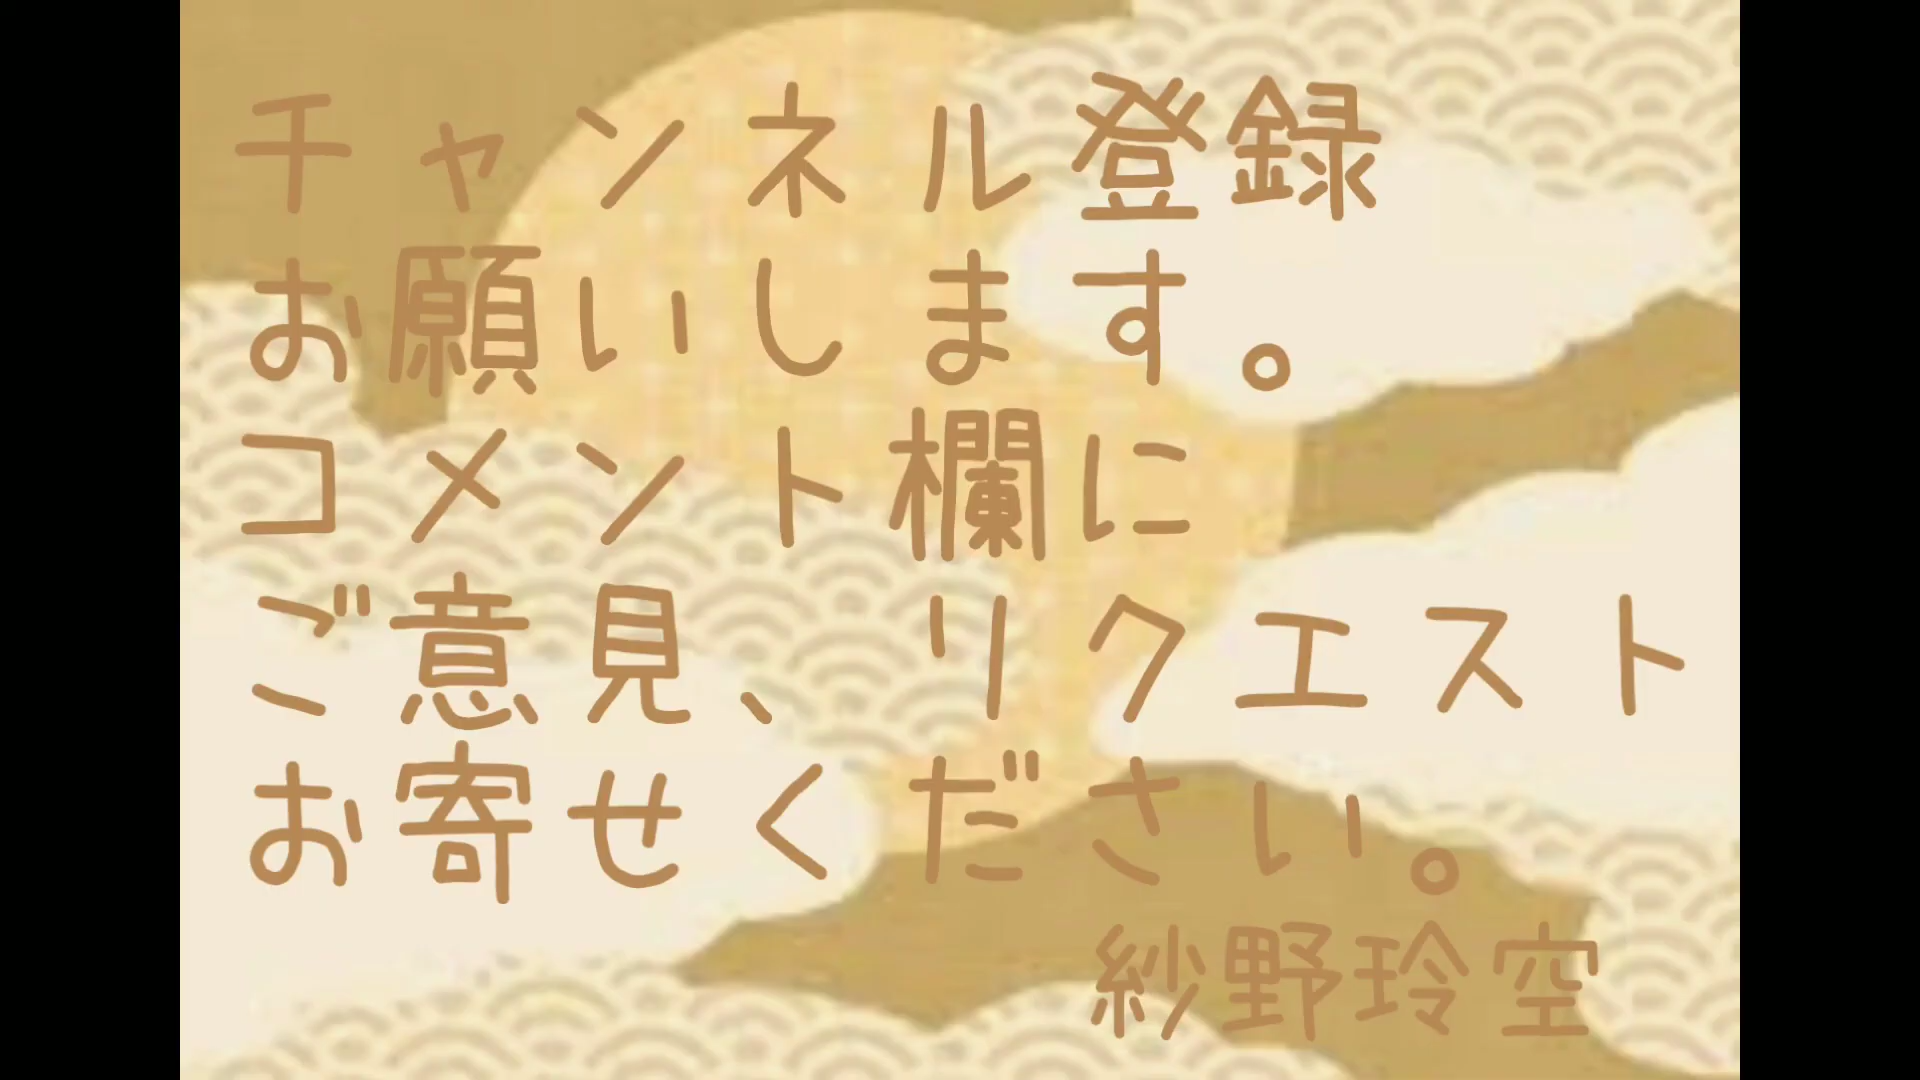 チャンネル登録
お願いします。
コメント欄に
ご意見、リクエスト
お寄せください。
紗野玲空